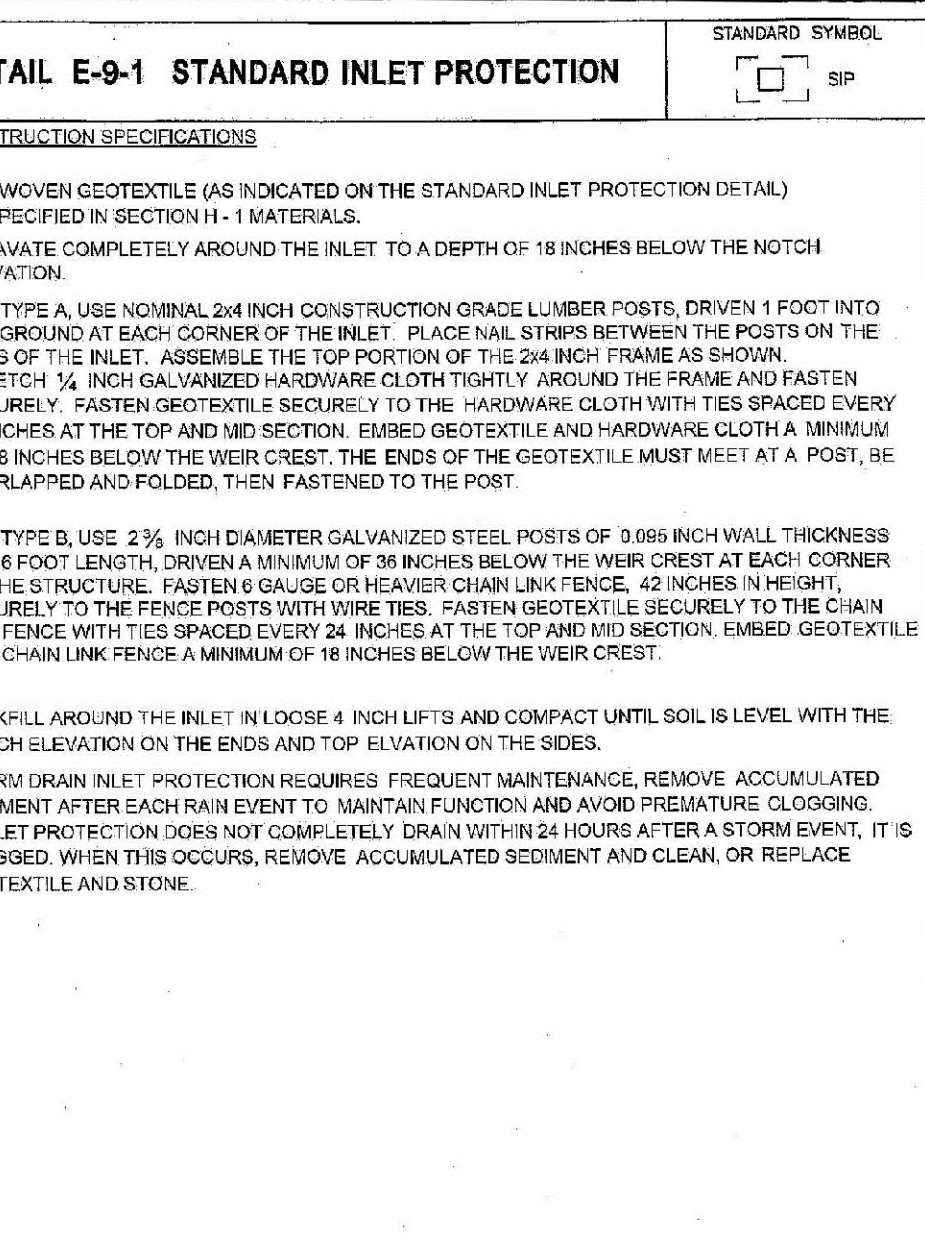 STANDARD SYMBOL
TAIL E-9-1 STANDARD INLET PROTECTION
SIP
TRUCTION SPECIFICATIONS
WOVEN GEOTEXTILE (AS INDICATED ON THE STANDARD INLET PROTECTION DETAIL)
PECIFIED IN SECTION H - 1 MATERIALS.
AVATE COMPLETELY AROUND THE INLET TO A DEPTH OF 18 INCHES BELOW THE NOTCH
VATION.
TYPE A, USE NOMINAL 2x4 INCH CONSTRUCTION GRADE LUMBER POSTS, DRIVEN 1 FOOT INTO
GROUND AT EACH CORNER OF THE INLET. PLACE NAIL STRIPS BETWEEN THE POSTS ON THE
S OF THE INLET. ASSEMBLE THE TOP PORTION OF THE 2x4 INCH FRAME AS SHOWN.
ETCH 1/4 INCH GALVANIZED HARDWARE CLOTH TIGHTLY AROUND THE FRAME AND FASTEN
URELY. FASTEN GEOTEXTILE SECURELY TO THE HARDWARE CLOTH WITH TIES SPACED EVERY
NCHES AT THE TOP AND MID SECTION. EMBED GEOTEXTILE AND HARDWARE CLOTH A MINIMUM
8 INCHES BELOW THE WEIR CREST. THE ENDS OF THE GEOTEXTILE MUST MEET AT A POST, BE
RLAPPED AND FOLDED, THEN FASTENED TO THE POST.
TYPE B, USE 2 3/8 INCH DIAMETER GALVANIZED STEEL POSTS OF 0.095 INCH WALL THICKNESS
6 FOOT LENGTH, DRIVEN A MINIMUM OF 36 INCHES BELOW THE WEIR CREST AT EACH CORNER
HE STRUCTURE. FASTEN 6 GAUGE OR HEAVIER CHAIN LINK FENCE, 42 INCHES IN HEIGHT,
URELY TO THE FENCE POSTS WITH WIRE TIES. FASTEN GEOTEXTILE SECURELY TO THE CHAIN
FENCE WITH TIES SPACED EVERY 24 INCHES AT THE TOP AND MID SECTION. EMBED GEOTEXTILE
CHAIN LINK FENCE A MINIMUM OF 18 INCHES BELOW THE WEIR CREST.
KFILL AROUND THE INLET IN LOOSE 4 INCH LIFTS AND COMPACT UNTIL SOIL IS LEVEL WITH THE
CH ELEVATION ON THE ENDS AND TOP ELVATION ON THE SIDES.
RM DRAIN INLET PROTECTION REQUIRES FREQUENT MAINTENANCE, REMOVE ACCUMULATED
MENT AFTER EACH RAIN EVENT TO MAINTAIN FUNCTION AND AVOID PREMATURE CLOGGING.
LET PROTECTION DOES NOT COMPLETELY DRAIN WITHIN 24 HOURS AFTER A STORM EVENT, IT IS
GGED. WHEN THIS OCCURS, REMOVE ACCUMULATED SEDIMENT AND CLEAN, OR REPLACE
TEXTILE AND STONE.